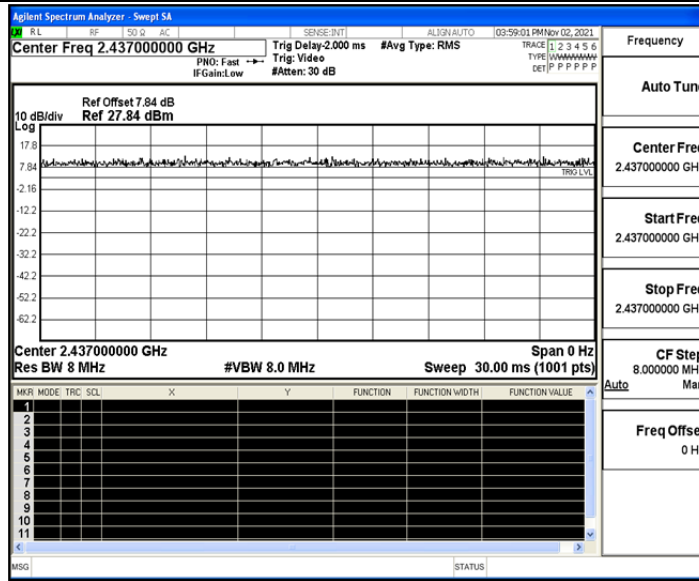 Agilent Spectrum Analyzer - Swept SA
LXI RL RF 50 Ω AC SENSE:INT ALIGN AUTO 03:59:01 PM Nov 02, 2021
Center Freq 2.437000000 GHz
PNO: Fast
IFGain:Low
Trig Delay-2.000 ms
Trig: Video
#Atten: 30 dB
#Avg Type: RMS
TRACE 1 2 3 4 5 6
TYPE WWWWWW
DET P P P P P P
Ref Offset 7.84 dB
10 dB/div Ref 27.84 dBm
Log
17.8
7.84
TRIG LVL
-2.16
-12.2
-22.2
-32.2
-42.2
-52.2
-62.2
Center 2.437000000 GHz Span 0 Hz
Res BW 8 MHz #VBW 8.0 MHz Sweep 30.00 ms (1001 pts)
MKR MODE TRC SCL X Y FUNCTION FUNCTION WIDTH FUNCTION VALUE
1
2
3
4
5
6
7
8
9
10
11
MSG STATUS
Frequency
Auto Tun
Center Fre
2.437000000 GH
Start Fre
2.437000000 GH
Stop Fre
2.437000000 GH
CF Step
8.000000 MH
Auto Ma
Freq Offse
0 H